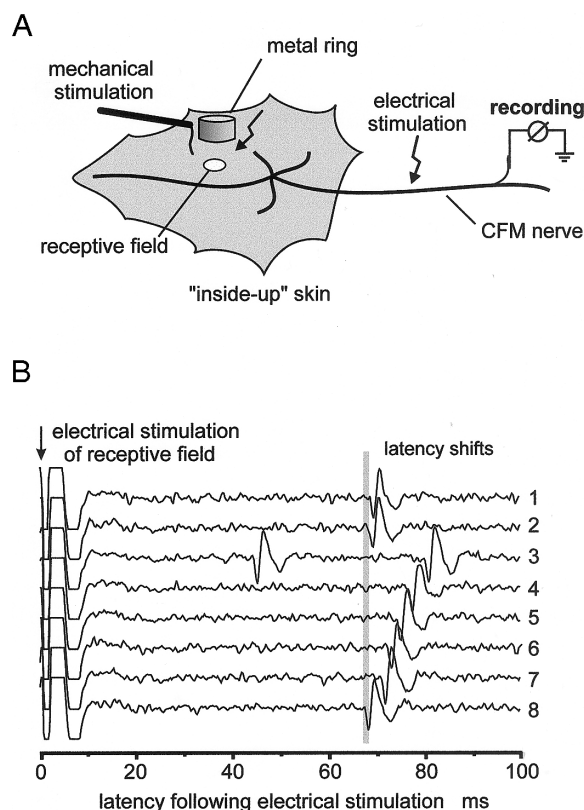 A
metal ring
mechanical
stimulation
electrical
stimulation
recording
receptive field
CFM nerve
"inside-up" skin
B
electrical stimulation
of receptive field
latency shifts
1
2
3
4
5
6
7
8
0 20 40 60 80 100
latency following electrical stimulation ms